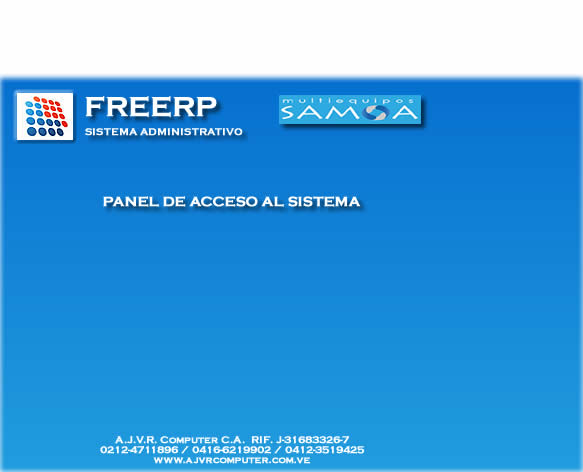 FREERP
SISTEMA ADMINISTRATIVO
multiequipos
SAMOA
PANEL DE ACCESO AL SISTEMA
A.J.V.R. COMPUTER C.A. RIF. J-31683326-7
0212-4711896 / 0416-6219902 / 0412-3519425
WWW.AJVRCOMPUTER.COM.VE